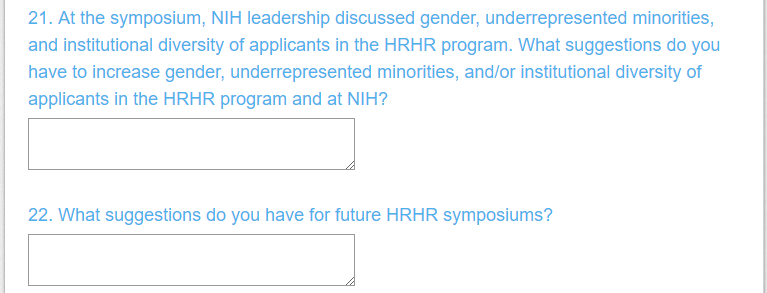 21. At the symposium, NIH leadership discussed gender, underrepresented minorities,
and institutional diversity of applicants in the HRHR program. What suggestions do you
have to increase gender, underrepresented minorities, and/or institutional diversity of
applicants in the HRHR program and at NIH?
22. What suggestions do you have for future HRHR symposiums?